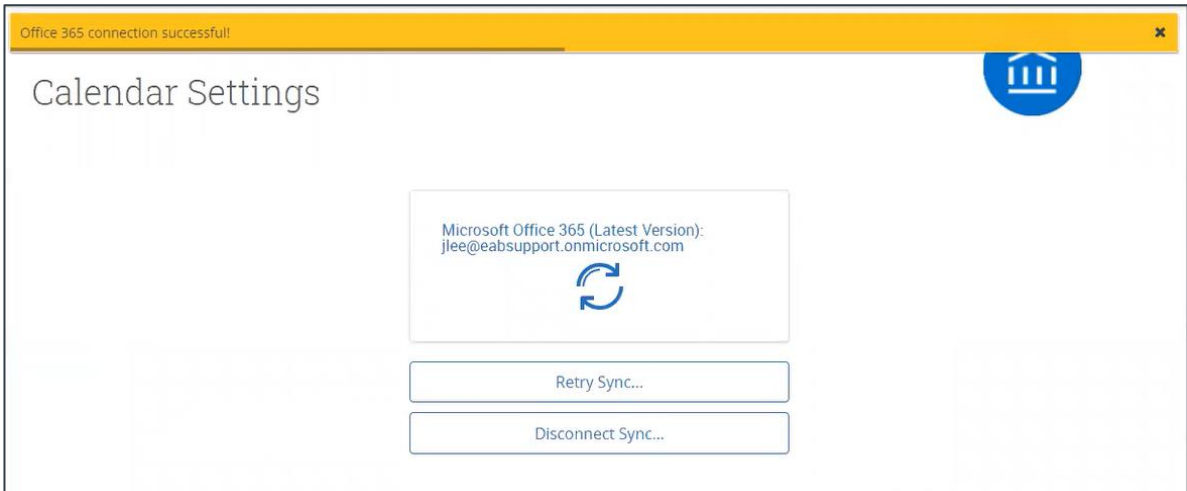 Office 365 connection successful!
Calendar Settings
Microsoft Office 365 (Latest Version):
jlee@eabsupport.onmicrosoft.com
Retry Sync...
Disconnect Sync...